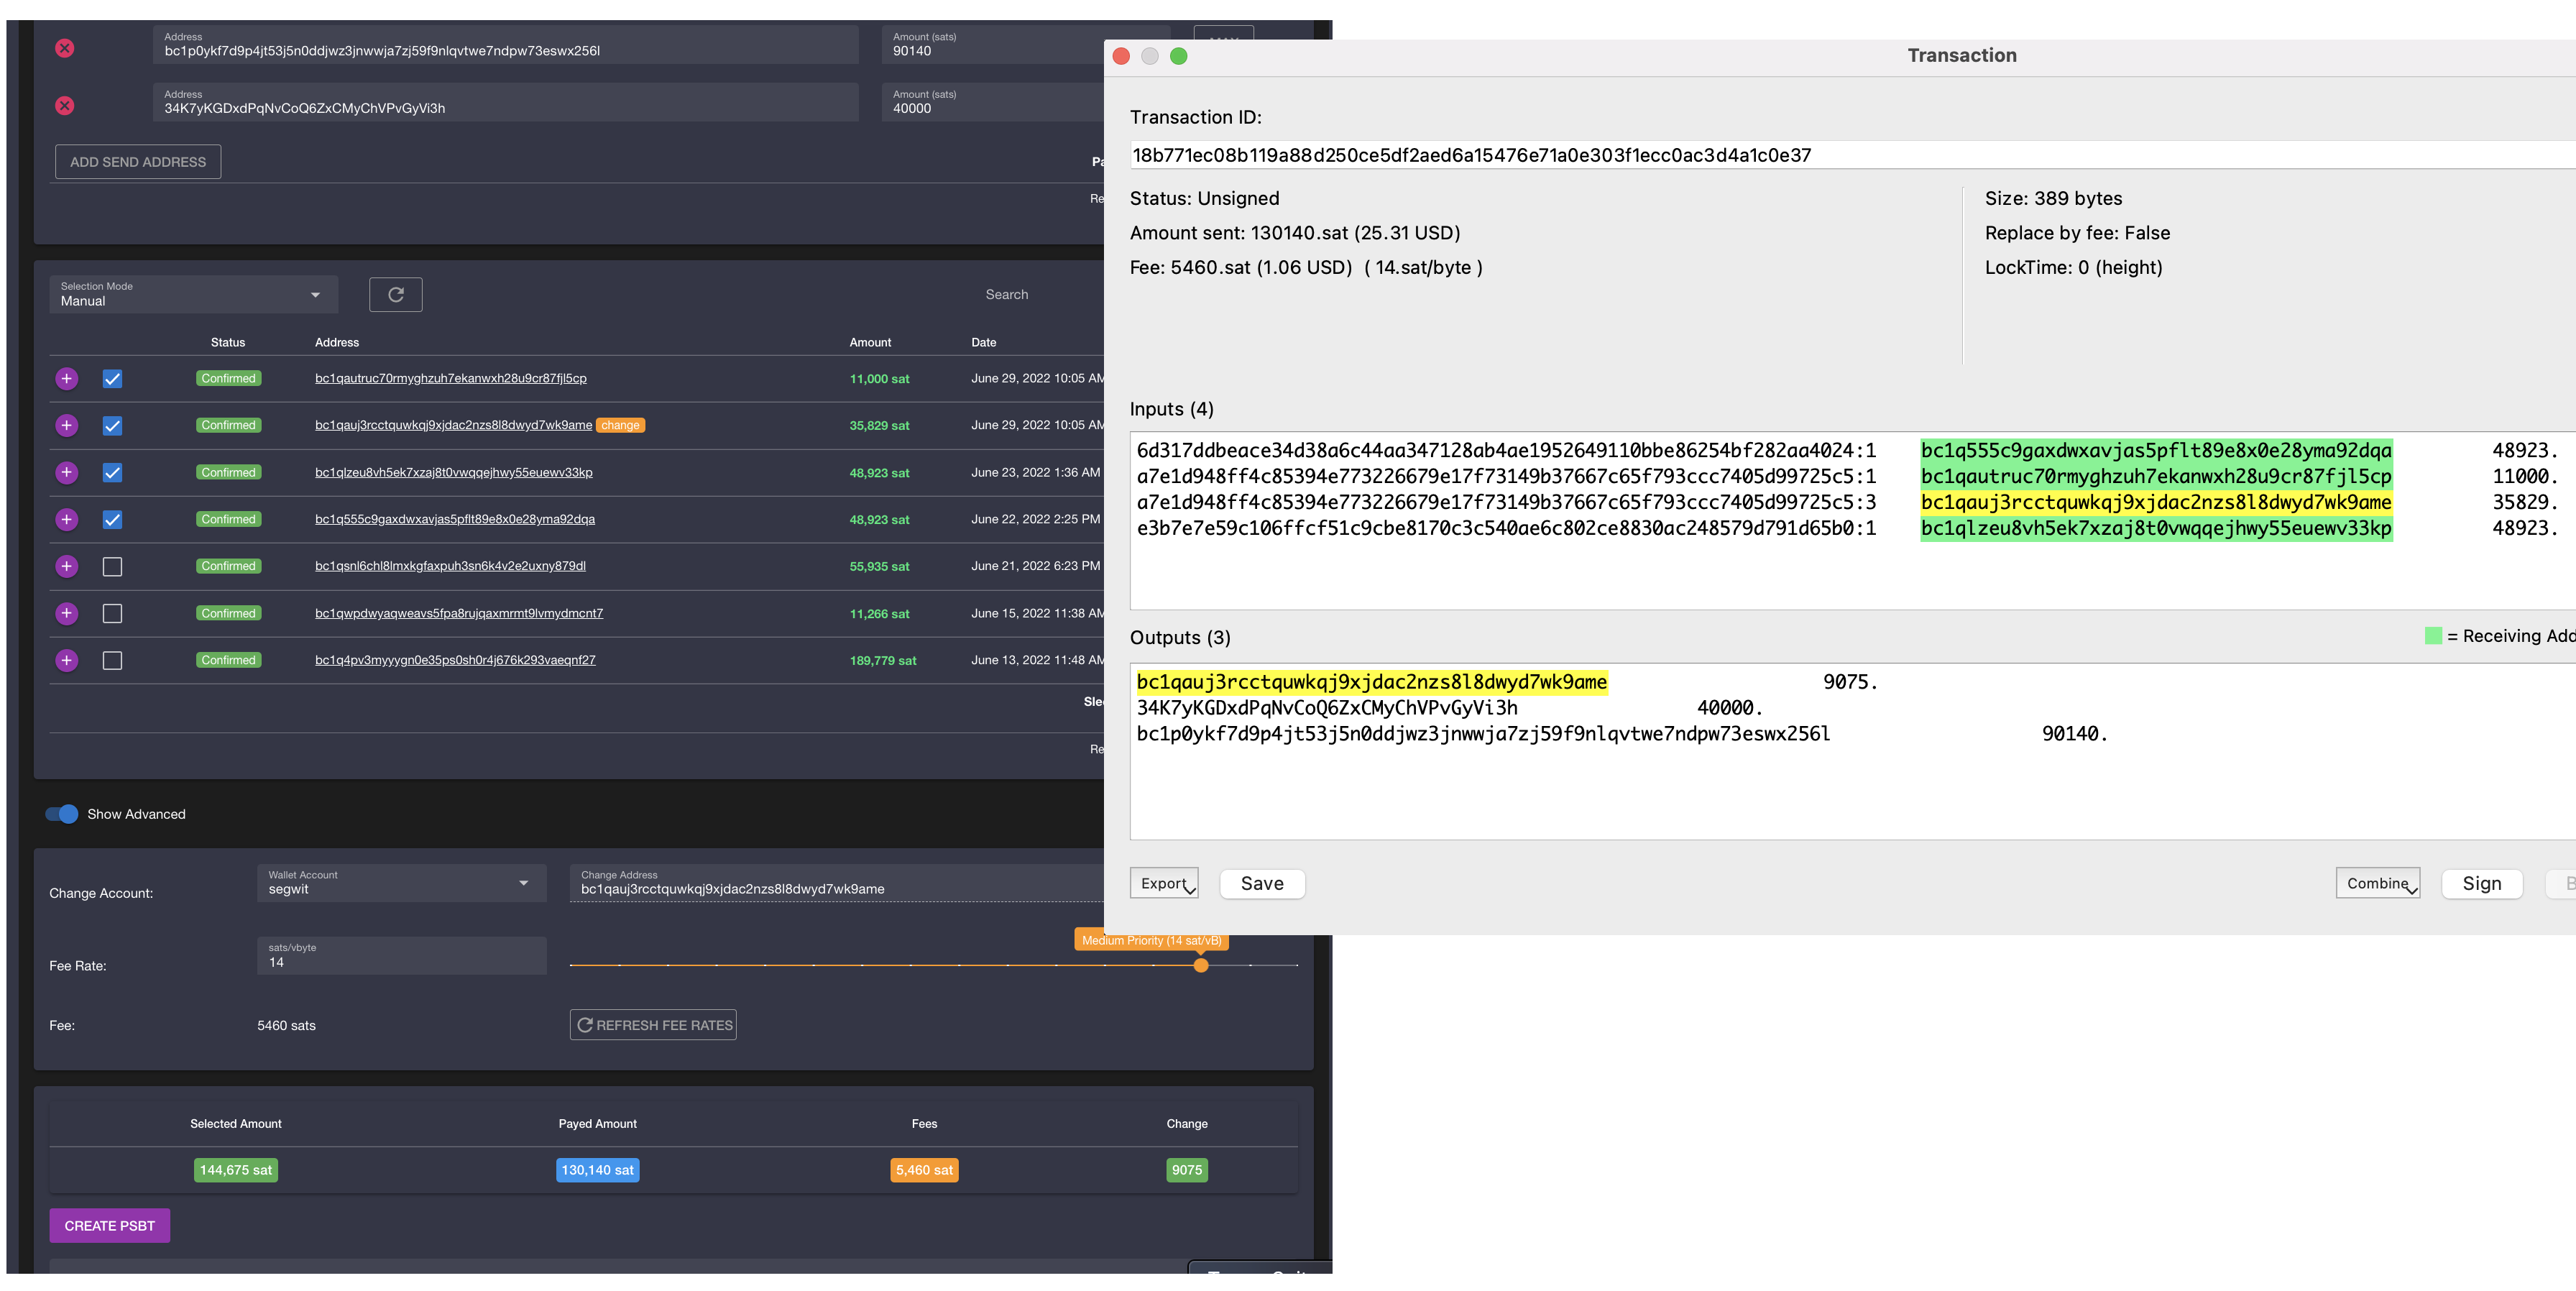 Address
bc1p0ykf7d9p4jt53j5n0ddjwz3jnwwja7zj59f9nlqvtwe7ndpw73eswx256l
Amount (sats)
90140
Address
34K7yKGDxdPqNvCoQ6ZxCMyChVPvGyVi3h
Amount (sats)
40000
ADD SEND ADDRESS
Pa
Re
Selection Mode
Manual
Search
Status Address Amount Date
Confirmed bc1qautruc70rmyghzuh7ekanwxh28u9cr87fjl5cp 11,000 sat June 29, 2022 10:05 AM
Confirmed bc1qauj3rcctquwkqj9xjdac2nzs8l8dwyd7wk9ame change 35,829 sat June 29, 2022 10:05 AM
Confirmed bc1qlzeu8vh5ek7xzaj8t0vwqqejhwy55euewv33kp 48,923 sat June 23, 2022 1:36 AM
Confirmed bc1q555c9gaxdwxavjas5pflt89e8x0e28yma92dqa 48,923 sat June 22, 2022 2:25 PM
Confirmed bc1qsnl6chl8lmxkgfaxpuh3sn6k4v2e2uxny879dl 55,935 sat June 21, 2022 6:23 PM
Confirmed bc1qwpdwyaqweavs5fpa8rujqaxmrmt9lvmydmcnt7 11,266 sat June 15, 2022 11:38 AM
Confirmed bc1q4pv3myyygn0e35ps0sh0r4j676k293vaeqnf27 189,779 sat June 13, 2022 11:48 AM
Slee
Re
Show Advanced
Change Account:
Wallet Account
segwit
Change Address
bc1qauj3rcctquwkqj9xjdac2nzs8l8dwyd7wk9ame
Medium Priority (14 sat/vB)
Fee Rate:
sats/vbyte
14
Fee: 5460 sats
REFRESH FEE RATES
Selected Amount Payed Amount Fees Change
144,675 sat 130,140 sat 5,460 sat 9075
CREATE PSBT
Transaction
Transaction ID:
18b771ec08b119a88d250ce5df2aed6a15476e71a0e303f1ecc0ac3d4a1c0e37
Status: Unsigned
Amount sent: 130140.sat (25.31 USD)
Fee: 5460.sat (1.06 USD) ( 14.sat/byte )
Size: 389 bytes
Replace by fee: False
LockTime: 0 (height)
Inputs (4)
6d317ddbeace34d38a6c44aa347128ab4ae1952649110bbe86254bf282aa4024:1 bc1q555c9gaxdwxavjas5pflt89e8x0e28yma92dqa 48923.
a7e1d948ff4c85394e773226679e17f73149b37667c65f793ccc7405d99725c5:1 bc1qautruc70rmyghzuh7ekanwxh28u9cr87fjl5cp 11000.
a7e1d948ff4c85394e773226679e17f73149b37667c65f793ccc7405d99725c5:3 bc1qauj3rcctquwkqj9xjdac2nzs8l8dwyd7wk9ame 35829.
e3b7e7e59c106ffcf51c9cbe8170c3c540ae6c802ce8830ac248579d791d65b0:1 bc1qlzeu8vh5ek7xzaj8t0vwqqejhwy55euewv33kp 48923.
Outputs (3)
= Receiving Add
bc1qauj3rcctquwkqj9xjdac2nzs8l8dwyd7wk9ame 9075.
34K7yKGDxdPqNvCoQ6ZxCMyChVPvGyVi3h 40000.
bc1p0ykf7d9p4jt53j5n0ddjwz3jnwwja7zj59f9nlqvtwe7ndpw73eswx256l 90140.
Export
Save
Combine
Sign
B